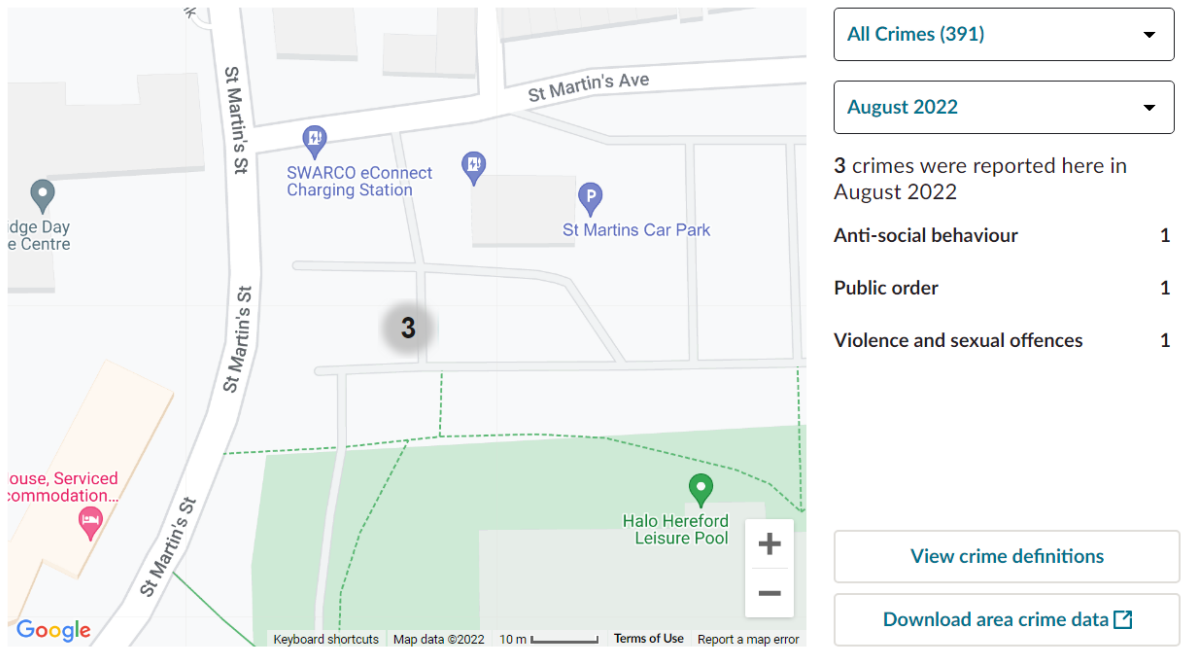 St Martin's St
St Martin's Ave
SWARCO eConnect
Charging Station
P
St Martins Car Park
idge Day
e Centre
St Martin's St
3
ouse, Serviced
commodation...
Halo Hereford
Leisure Pool
St Martin's St
+
−
Google
Keyboard shortcuts
Map data ©2022
10 m
Terms of Use
Report a map error
All Crimes (391)
August 2022
3 crimes were reported here in
August 2022
Anti-social behaviour 1
Public order 1
Violence and sexual offences 1
View crime definitions
Download area crime data